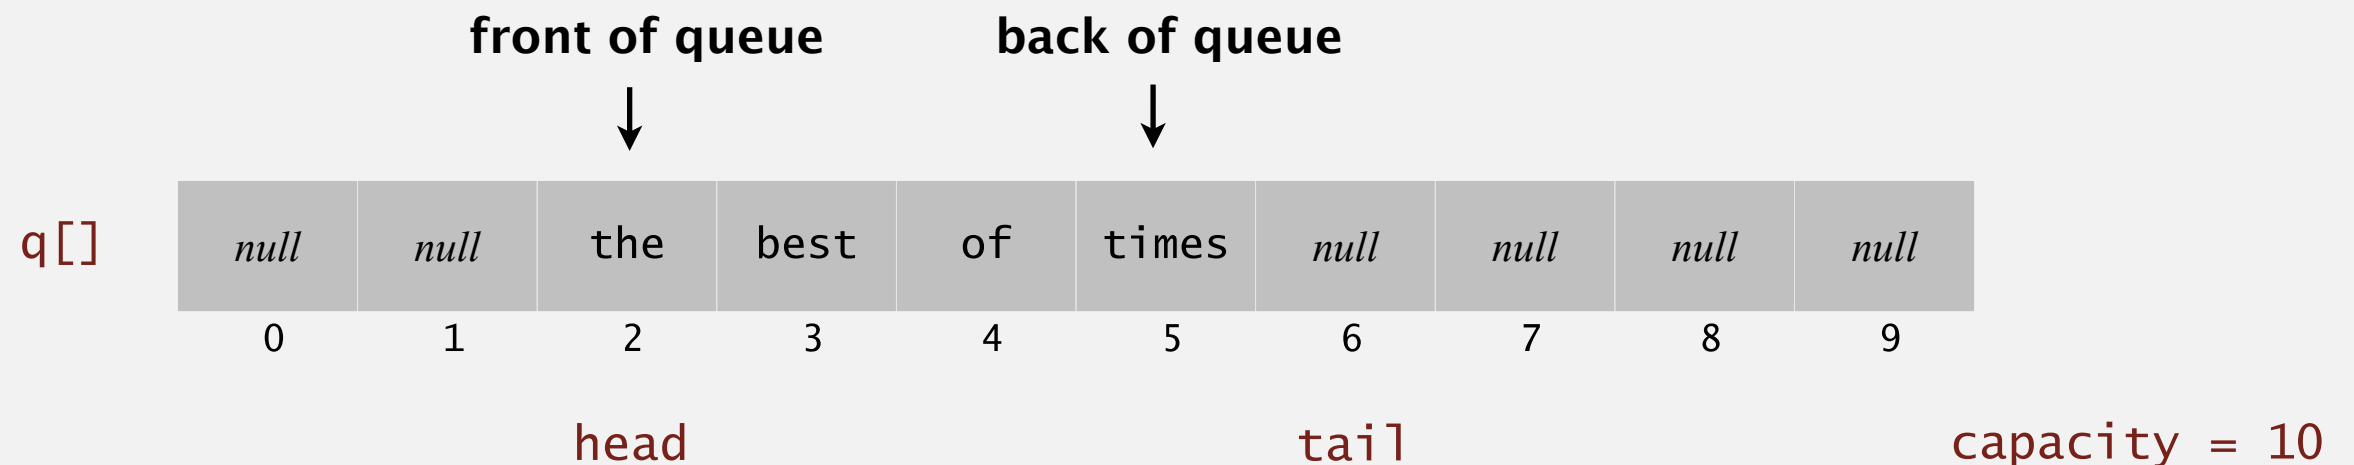 front of queue back of queue
q[] null null the best of times null null null null
0 1 2 3 4 5 6 7 8 9
head tail capacity = 10